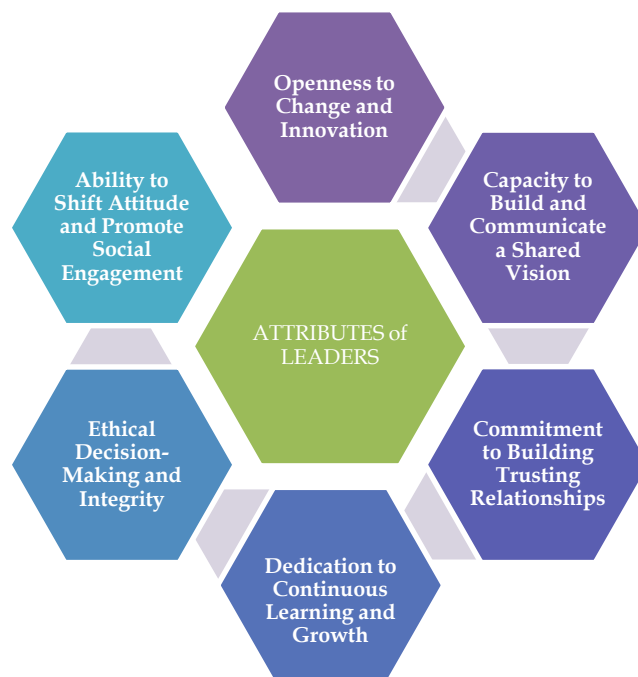 Openness to
Change and
Innovation
Capacity to
Build and
Communicate
a Shared
Vision
Commitment
to Building
Trusting
Relationships
Dedication to
Continuous
Learning and
Growth
Ethical
Decision-
Making and
Integrity
Ability to
Shift Attitude
and Promote
Social
Engagement
ATTRIBUTES of
LEADERS